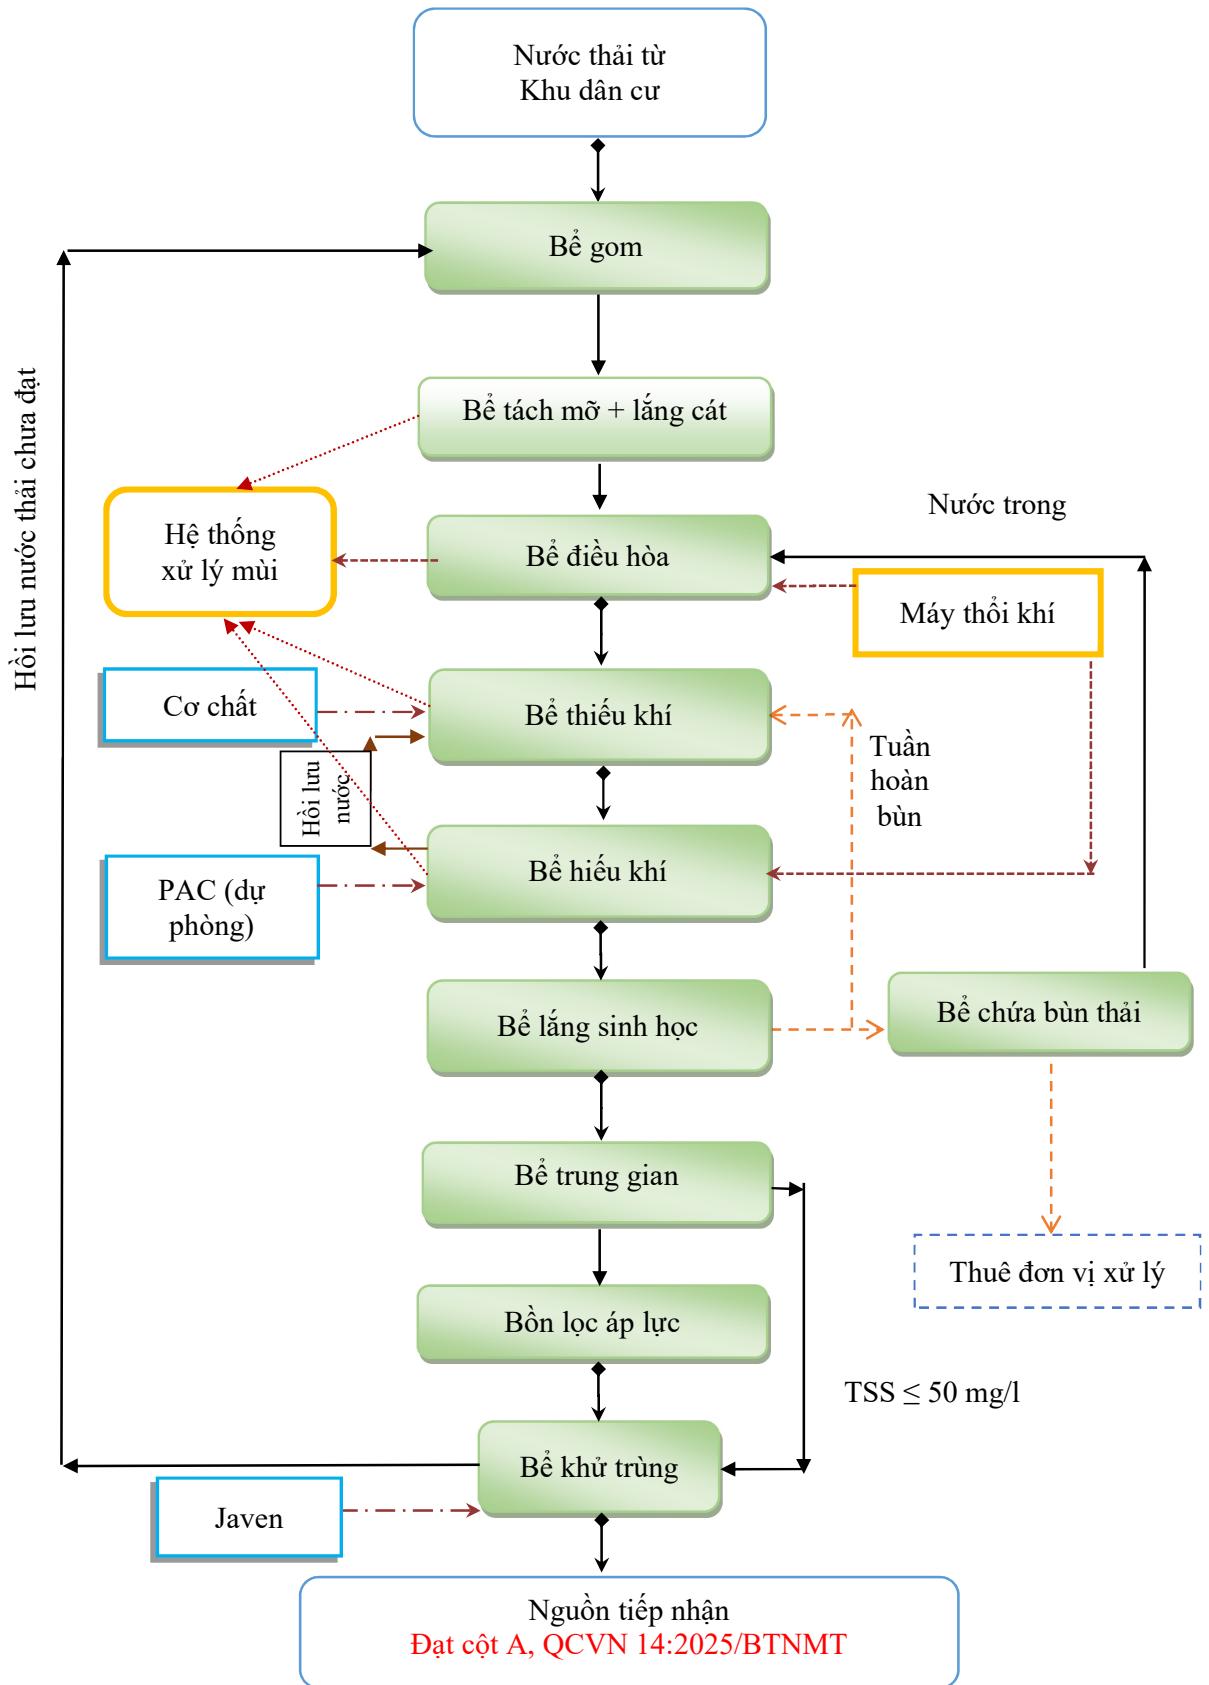 Nước thải từ
Khu dân cư
Bể gom
Hồi lưu nước thải chưa đạt
Bể tách mỡ + lắng cát
Nước trong
Hệ thống
xử lý mùi
Bể điều hòa
Máy thổi khí
Cơ chất
Bể thiếu khí
Tuần
hoàn
bùn
Hồi lưu
nước
PAC (dự
phòng)
Bể hiếu khí
Bể lắng sinh học
Bể chứa bùn thải
Bể trung gian
Thuê đơn vị xử lý
Bồn lọc áp lực
TSS ≤ 50 mg/l
Bể khử trùng
Javen
Nguồn tiếp nhận
Đạt cột A, QCVN 14:2025/BTNMT